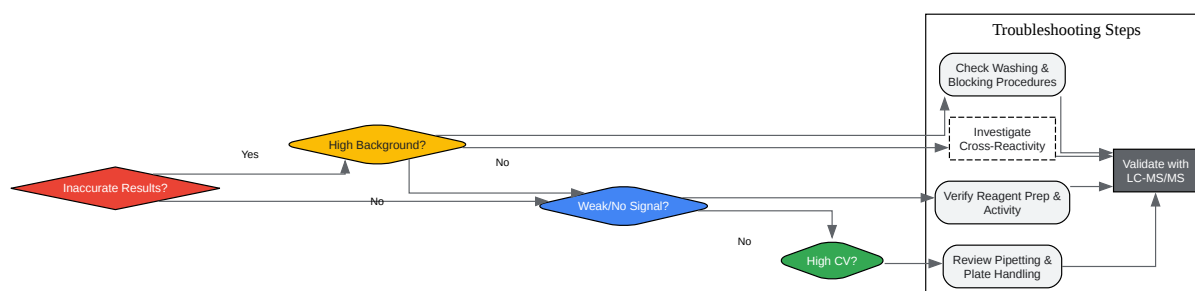 Troubleshooting Steps
Check Washing &
Blocking Procedures
High Background?
Investigate
Cross-Reactivity
Yes
No
Validate with
LC-MS/MS
Inaccurate Results?
No
Weak/No Signal?
Verify Reagent Prep &
Activity
No
High CV?
Review Pipetting &
Plate Handling